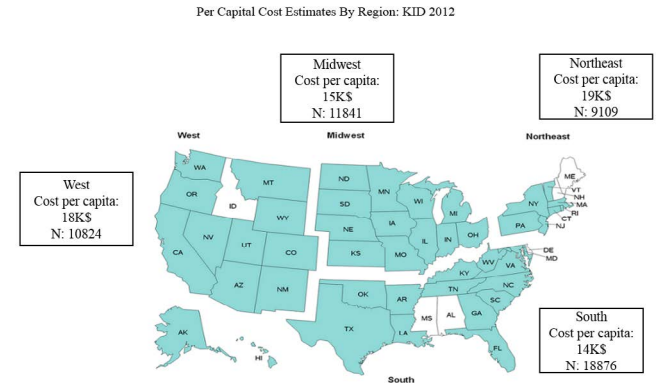 Per Capital Cost Estimates By Region: KID 2012
Midwest
Cost per capita:
15K$
N: 11841
Northeast
Cost per capita:
19K$
N: 9109
West
Cost per capita:
18K$
N: 10824
West
Midwest
Northeast
WA
OR
ID
MT
WY
NV
UT
CO
CA
AZ
NM
AK
HI
ND
SD
NE
KS
MN
IA
MO
WI
IL
MI
IN
OH
ME
VT
NH
MA
RI
CT
NJ
NY
PA
DE
MD
WV
VA
KY
TN
NC
SC
OK
AR
TX
LA
MS
AL
GA
FL
South
South
Cost per capita:
14K$
N: 18876